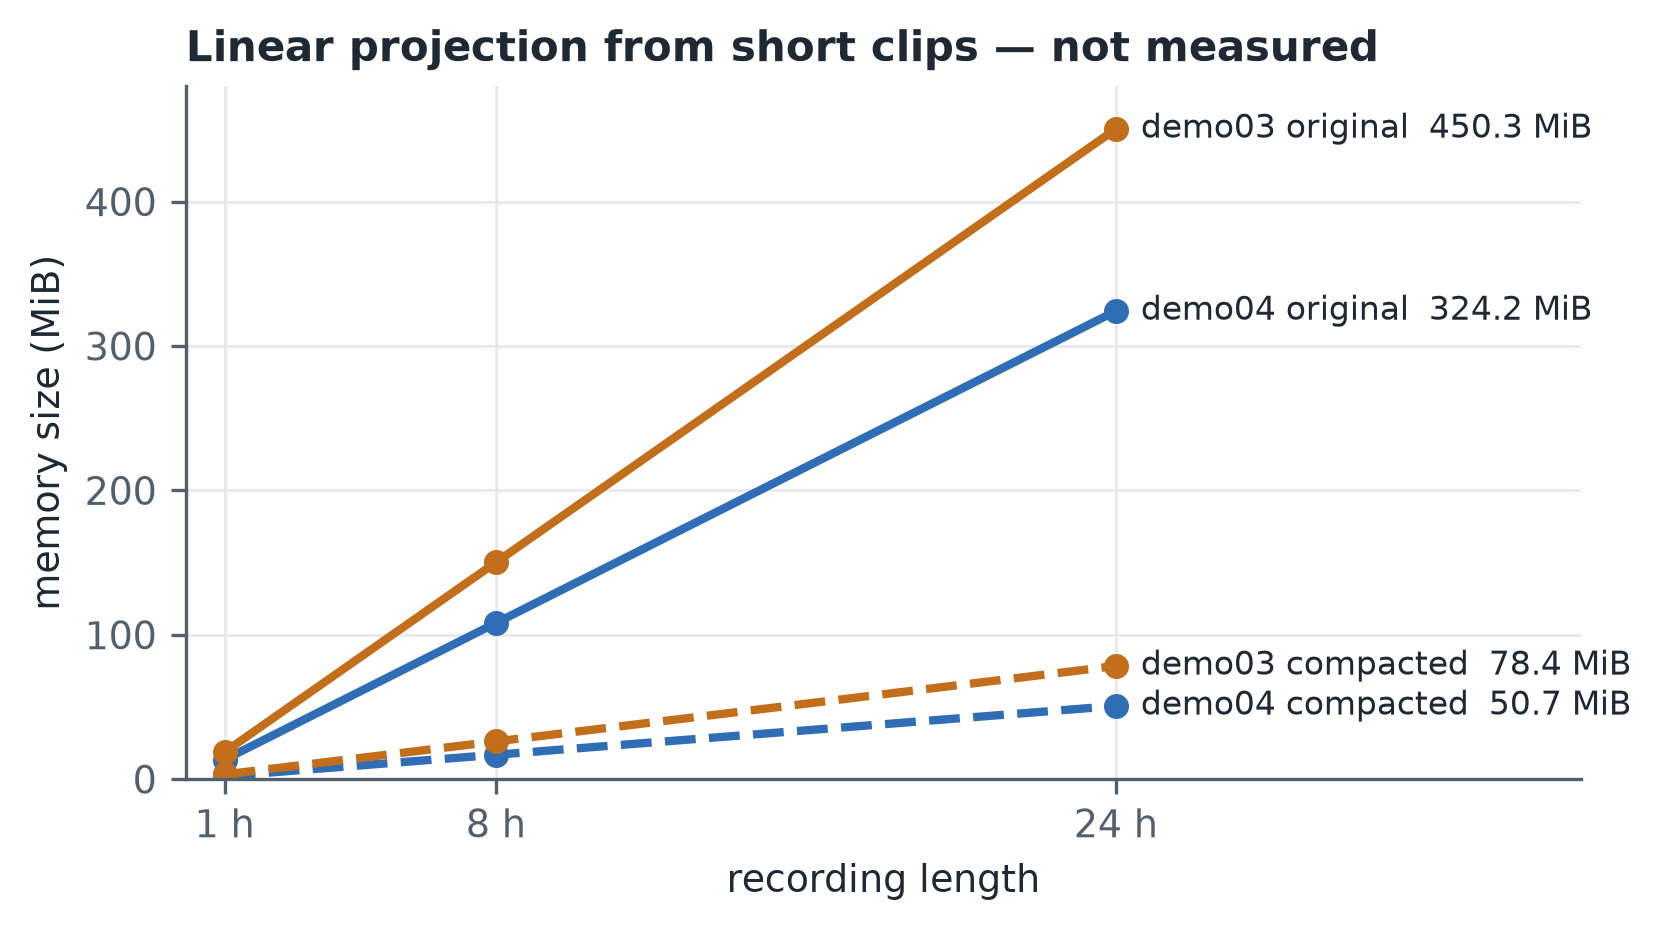 Linear projection from short clips — not measured
demo03 original 450.3 MiB
400
demo04 original 324.2 MiB
300
memory size (MiB)
200
100
demo03 compacted 78.4 MiB
demo04 compacted 50.7 MiB
0
1 h 8 h 24 h
recording length